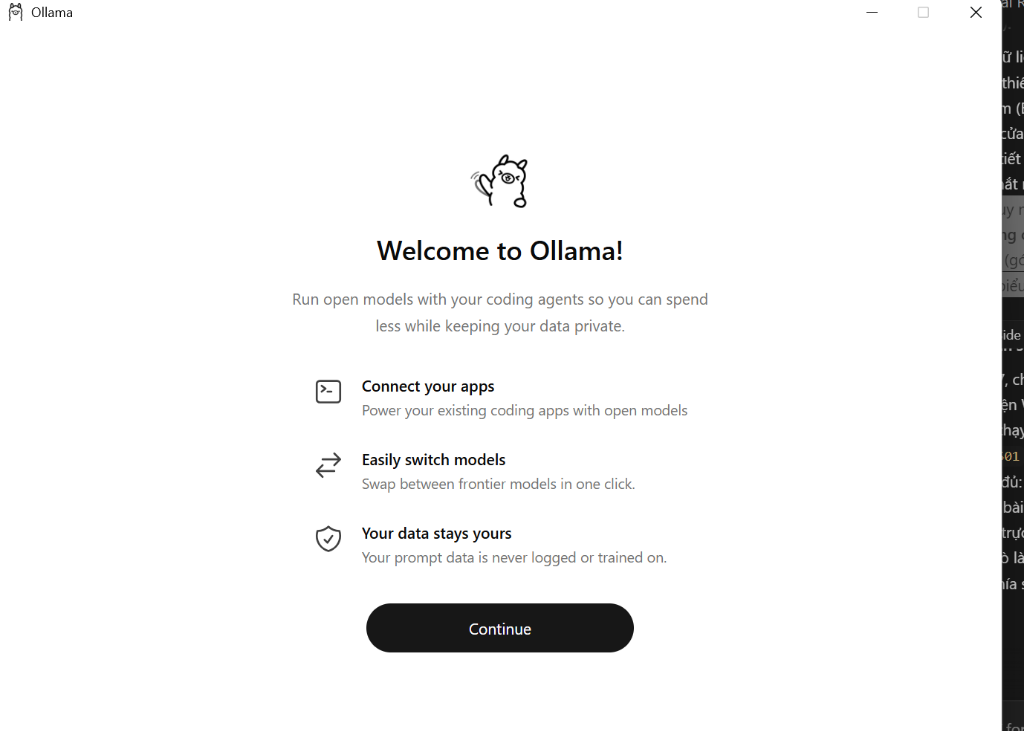 Ollama
Welcome to Ollama!
Run open models with your coding agents so you can spend
less while keeping your data private.
Connect your apps
Power your existing coding apps with open models
Easily switch models
Swap between frontier models in one click.
Your data stays yours
Your prompt data is never logged or trained on.
Continue